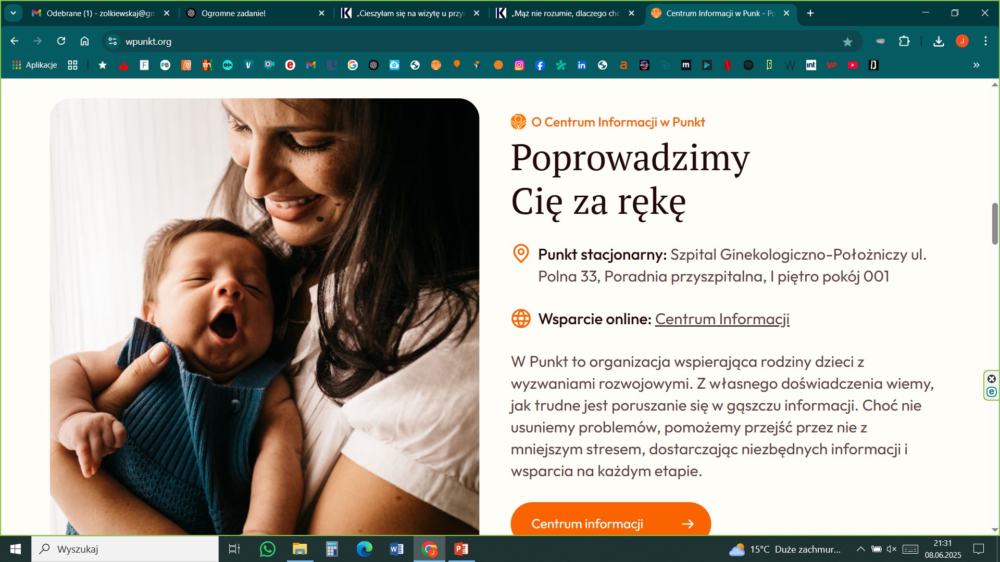 Odebrane (1) - zolkiewskaj@gm
Ogromne zadanie!
„Cieszyłam się na wizytę u przys
„Mąż nie rozumie, dlaczego chc
Centrum Informacji w Punk - Po
wpunkt.org
J
Aplikacje
O Centrum Informacji w Punkt
Poprowadzimy
Cię za rękę
Punkt stacjonarny: Szpital Ginekologiczno-Położniczy ul.
Polna 33, Poradnia przyszpitalna, I piętro pokój 001
Wsparcie online: Centrum Informacji
W Punkt to organizacja wspierająca rodziny dzieci z
wyzwaniami rozwojowymi. Z własnego doświadczenia wiemy,
jak trudne jest poruszanie się w gąszczu informacji. Choć nie
usuniemy problemów, pomożemy przejść przez nie z
mniejszym stresem, dostarczając niezbędnych informacji i
wsparcia na każdym etapie.
Centrum informacji
Wyszukaj
15°C Duże zachmur...
21:31
08.06.2025